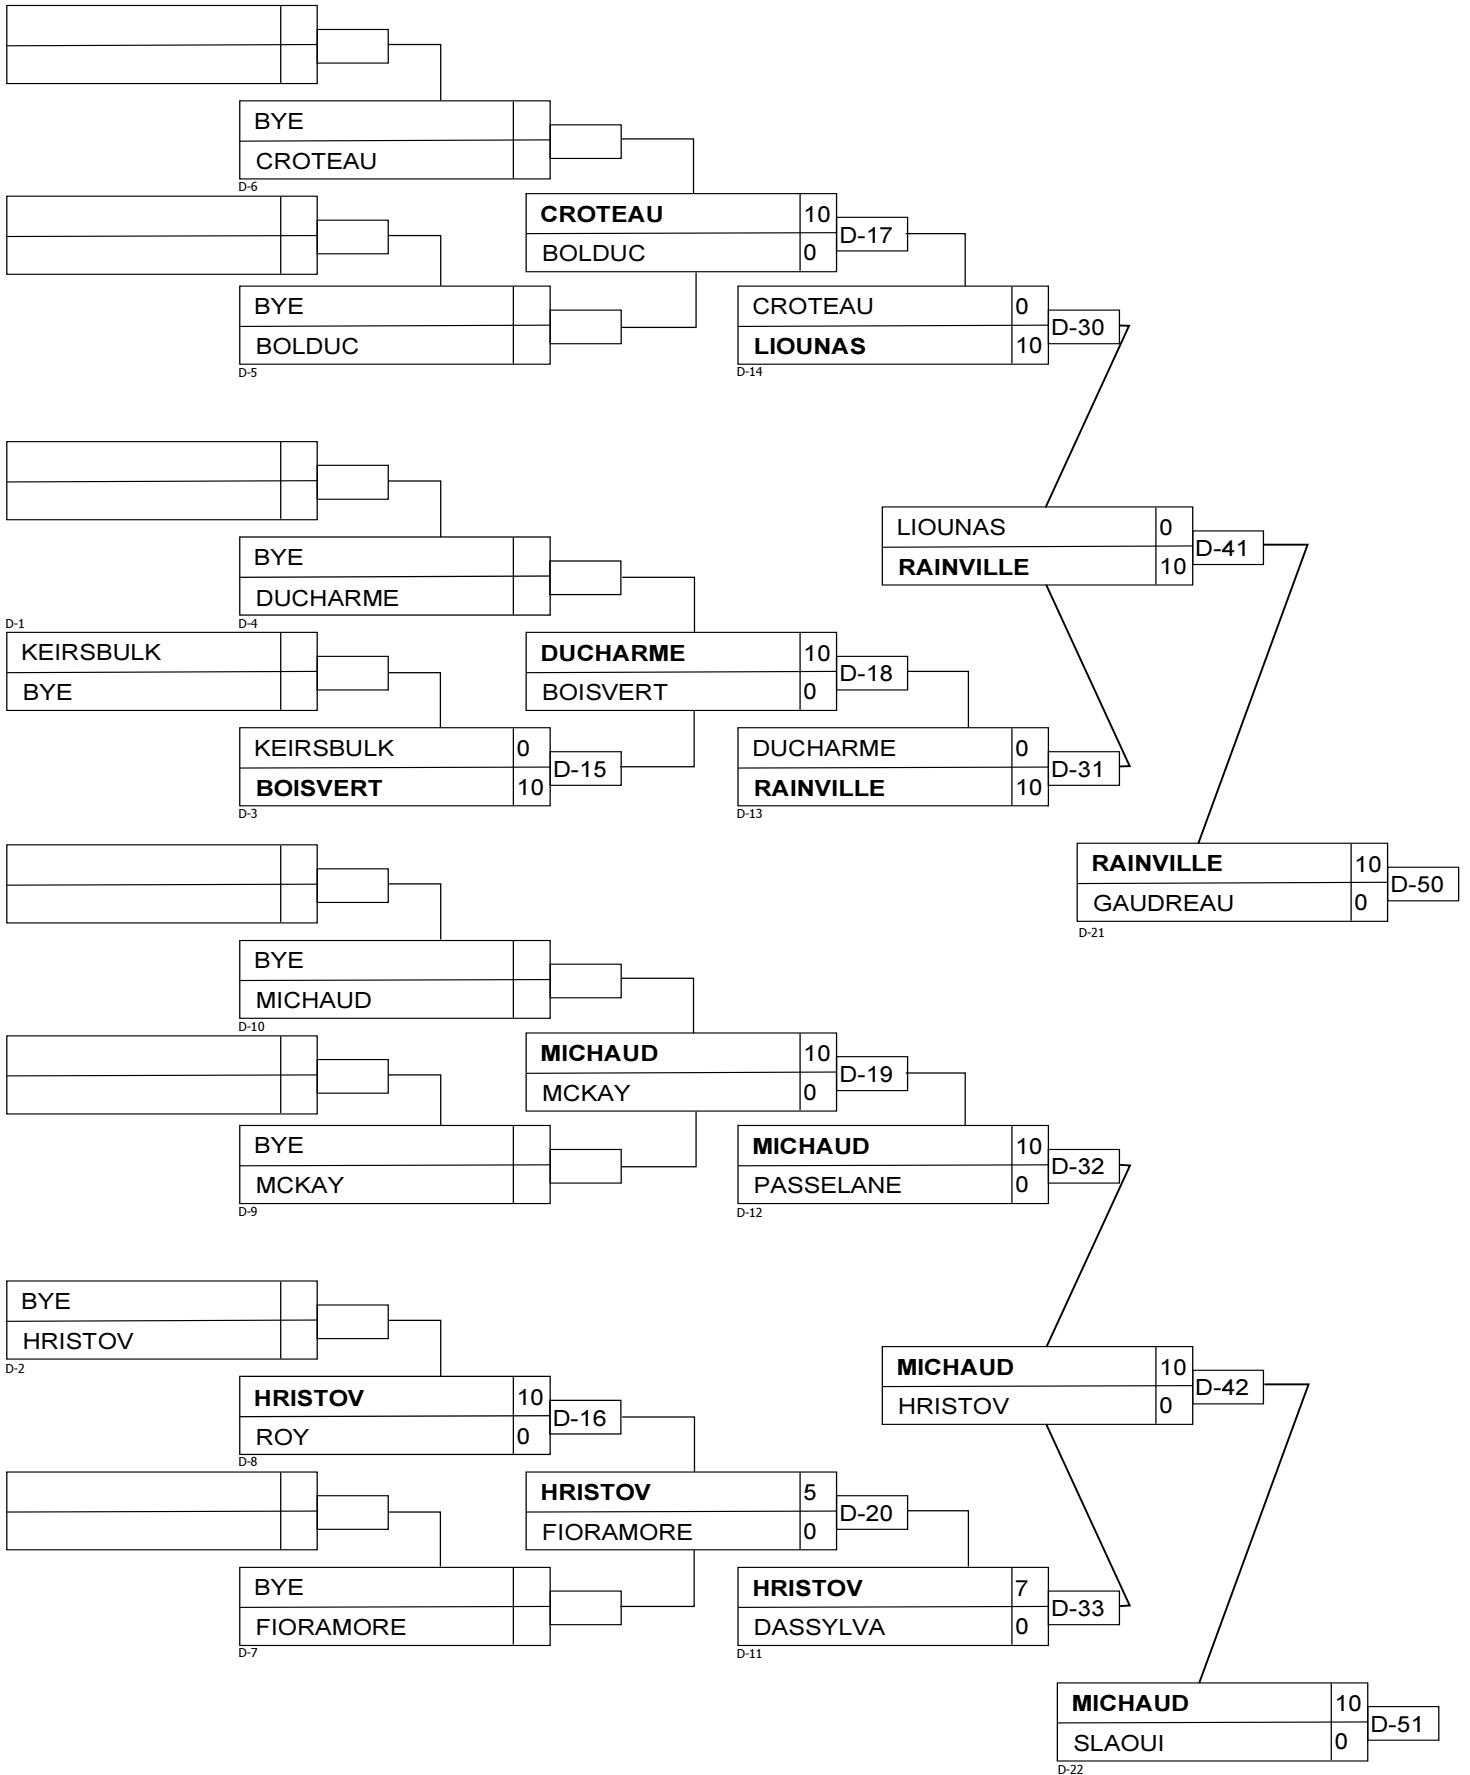 BYE
CROTEAU
D-6
CROTEAU 10
BOLDUC 0
D-17
BYE
BOLDUC
D-5
CROTEAU 0
LIOUNAS 10
D-30
D-14
LIOUNAS 0
RAINVILLE 10
D-41
BYE
DUCHARME
D-4
D-1
KEIRSBULK
BYE
DUCHARME 10
BOISVERT 0
D-18
KEIRSBULK 0
BOISVERT 10
D-15
D-3
DUCHARME 0
RAINVILLE 10
D-31
D-13
RAINVILLE 10
GAUDREAU 0
D-50
D-21
BYE
MICHAUD
D-10
MICHAUD 10
MCKAY 0
D-19
BYE
MCKAY
D-9
MICHAUD 10
PASSELANE 0
D-32
D-12
BYE
HRISTOV
D-2
MICHAUD 10
HRISTOV 0
D-42
HRISTOV 10
ROY 0
D-16
D-8
HRISTOV 5
FIORAMORE 0
D-20
BYE
FIORAMORE
D-7
HRISTOV 7
DASSYLVA 0
D-33
D-11
MICHAUD 10
SLAOUI 0
D-51
D-22